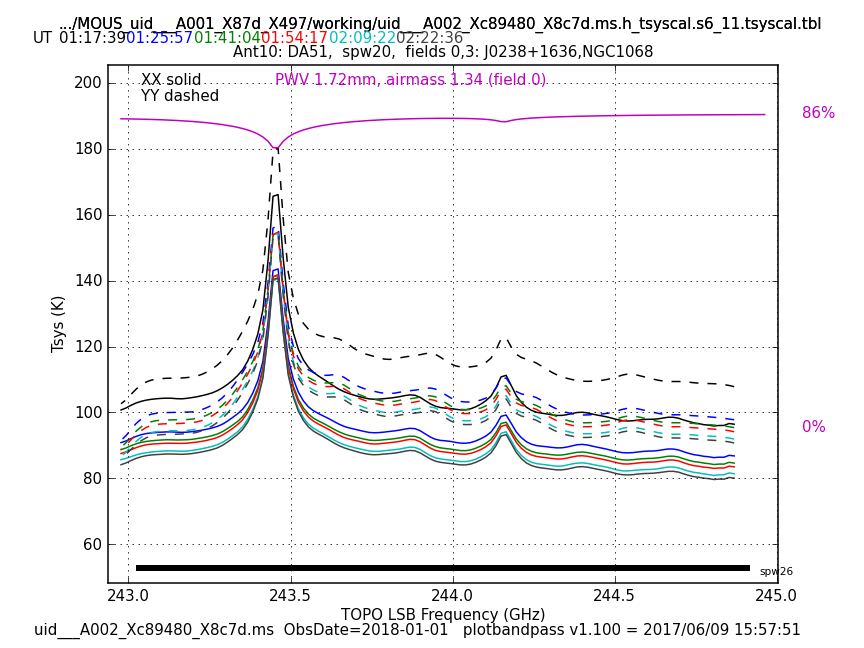 .../MOUS_uid___A001_X87d_X497/working/uid___A002_Xc89480_X8c7d.ms.h_tsyscal.s6_11.tsyscal.tbl
UT 01:17:39 01:25:57 01:41:04 01:54:17 02:09:22 02:22:36
Ant10: DA51, spw20, fields 0,3: J0238+1636,NGC1068
XX solid
PWV 1.72mm, airmass 1.34 (field 0)
YY dashed
200
180
160
140
120
100
80
60
Tsys (K)
86%
0%
spw26
243.0 243.5 244.0 244.5 245.0
TOPO LSB Frequency (GHz)
uid___A002_Xc89480_X8c7d.ms ObsDate=2018-01-01 plotbandpass v1.100 = 2017/06/09 15:57:51